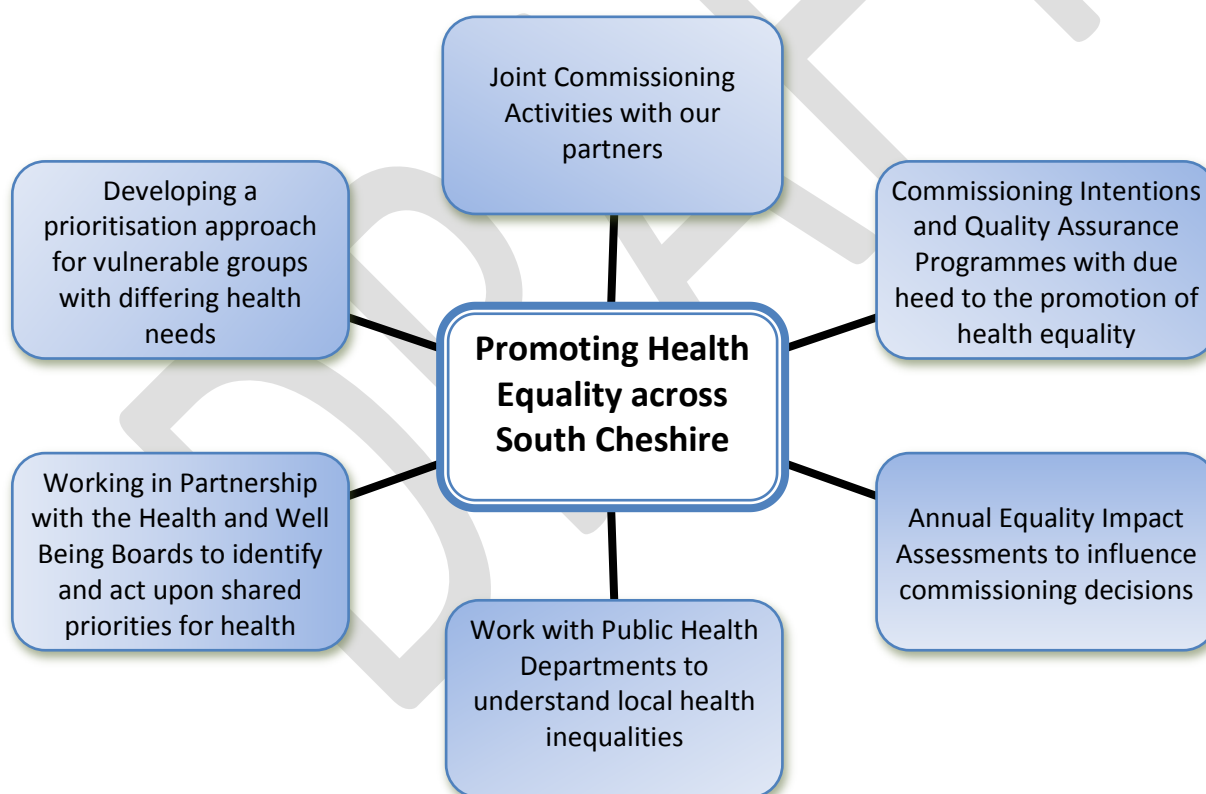 Joint Commissioning
Activities with our
partners
Developing a
prioritisation approach
for vulnerable groups
with differing health
needs
Commissioning Intentions
and Quality Assurance
Programmes with due
heed to the promotion of
health equality
Promoting Health
Equality across
South Cheshire
Working in Partnership
with the Health and Well
Being Boards to identify
and act upon shared
priorities for health
Annual Equality Impact
Assessments to influence
commissioning decisions
Work with Public Health
Departments to
understand local health
inequalities